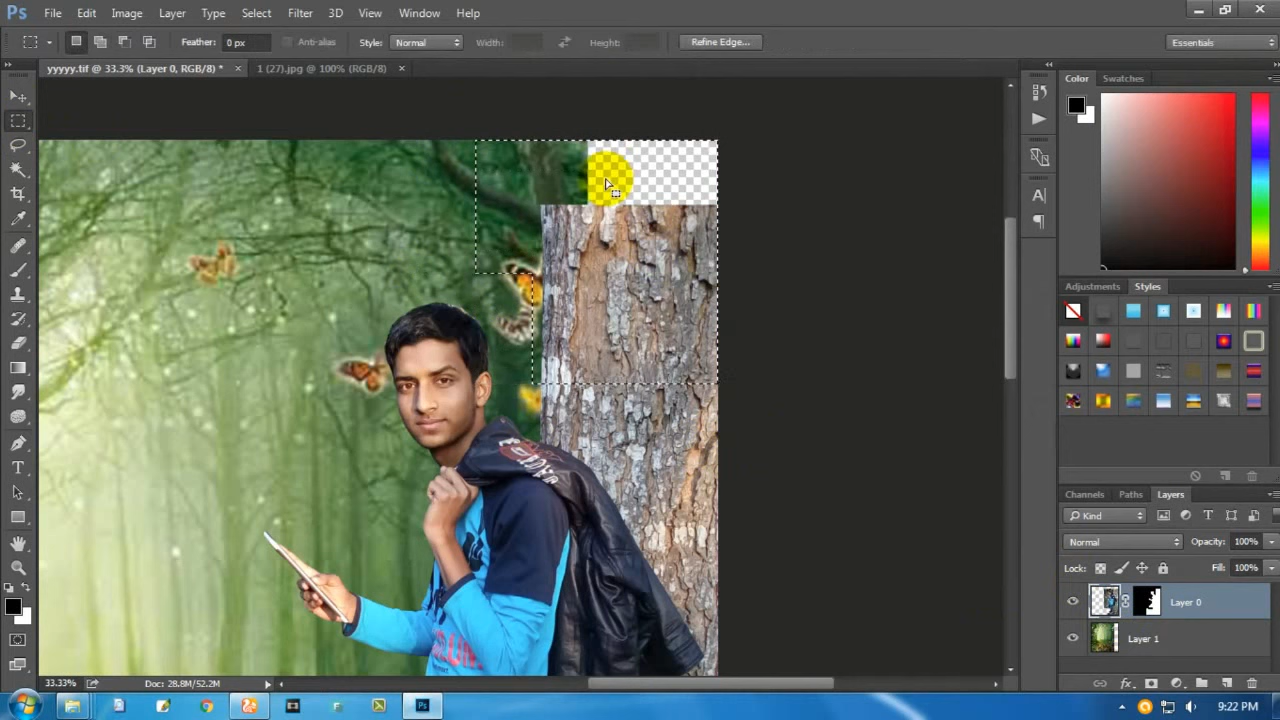 Ps File Edit Image Layer Type Select Filter 3D View Window Help
Feather: 0 px Anti-alias Style: Normal Width: Height: Refine Edge... Essentials
yyyyy.tif @ 33.3% (Layer 0, RGB/8) * × 1 (27).jpg @ 100% (RGB/8) ×
Color Swatches
Adjustments Styles
Channels Paths Layers
Kind
Normal Opacity: 100%
Lock: Fill: 100%
Layer 0
Layer 1
33.33% Doc: 28.8M/52.2M
9:22 PM